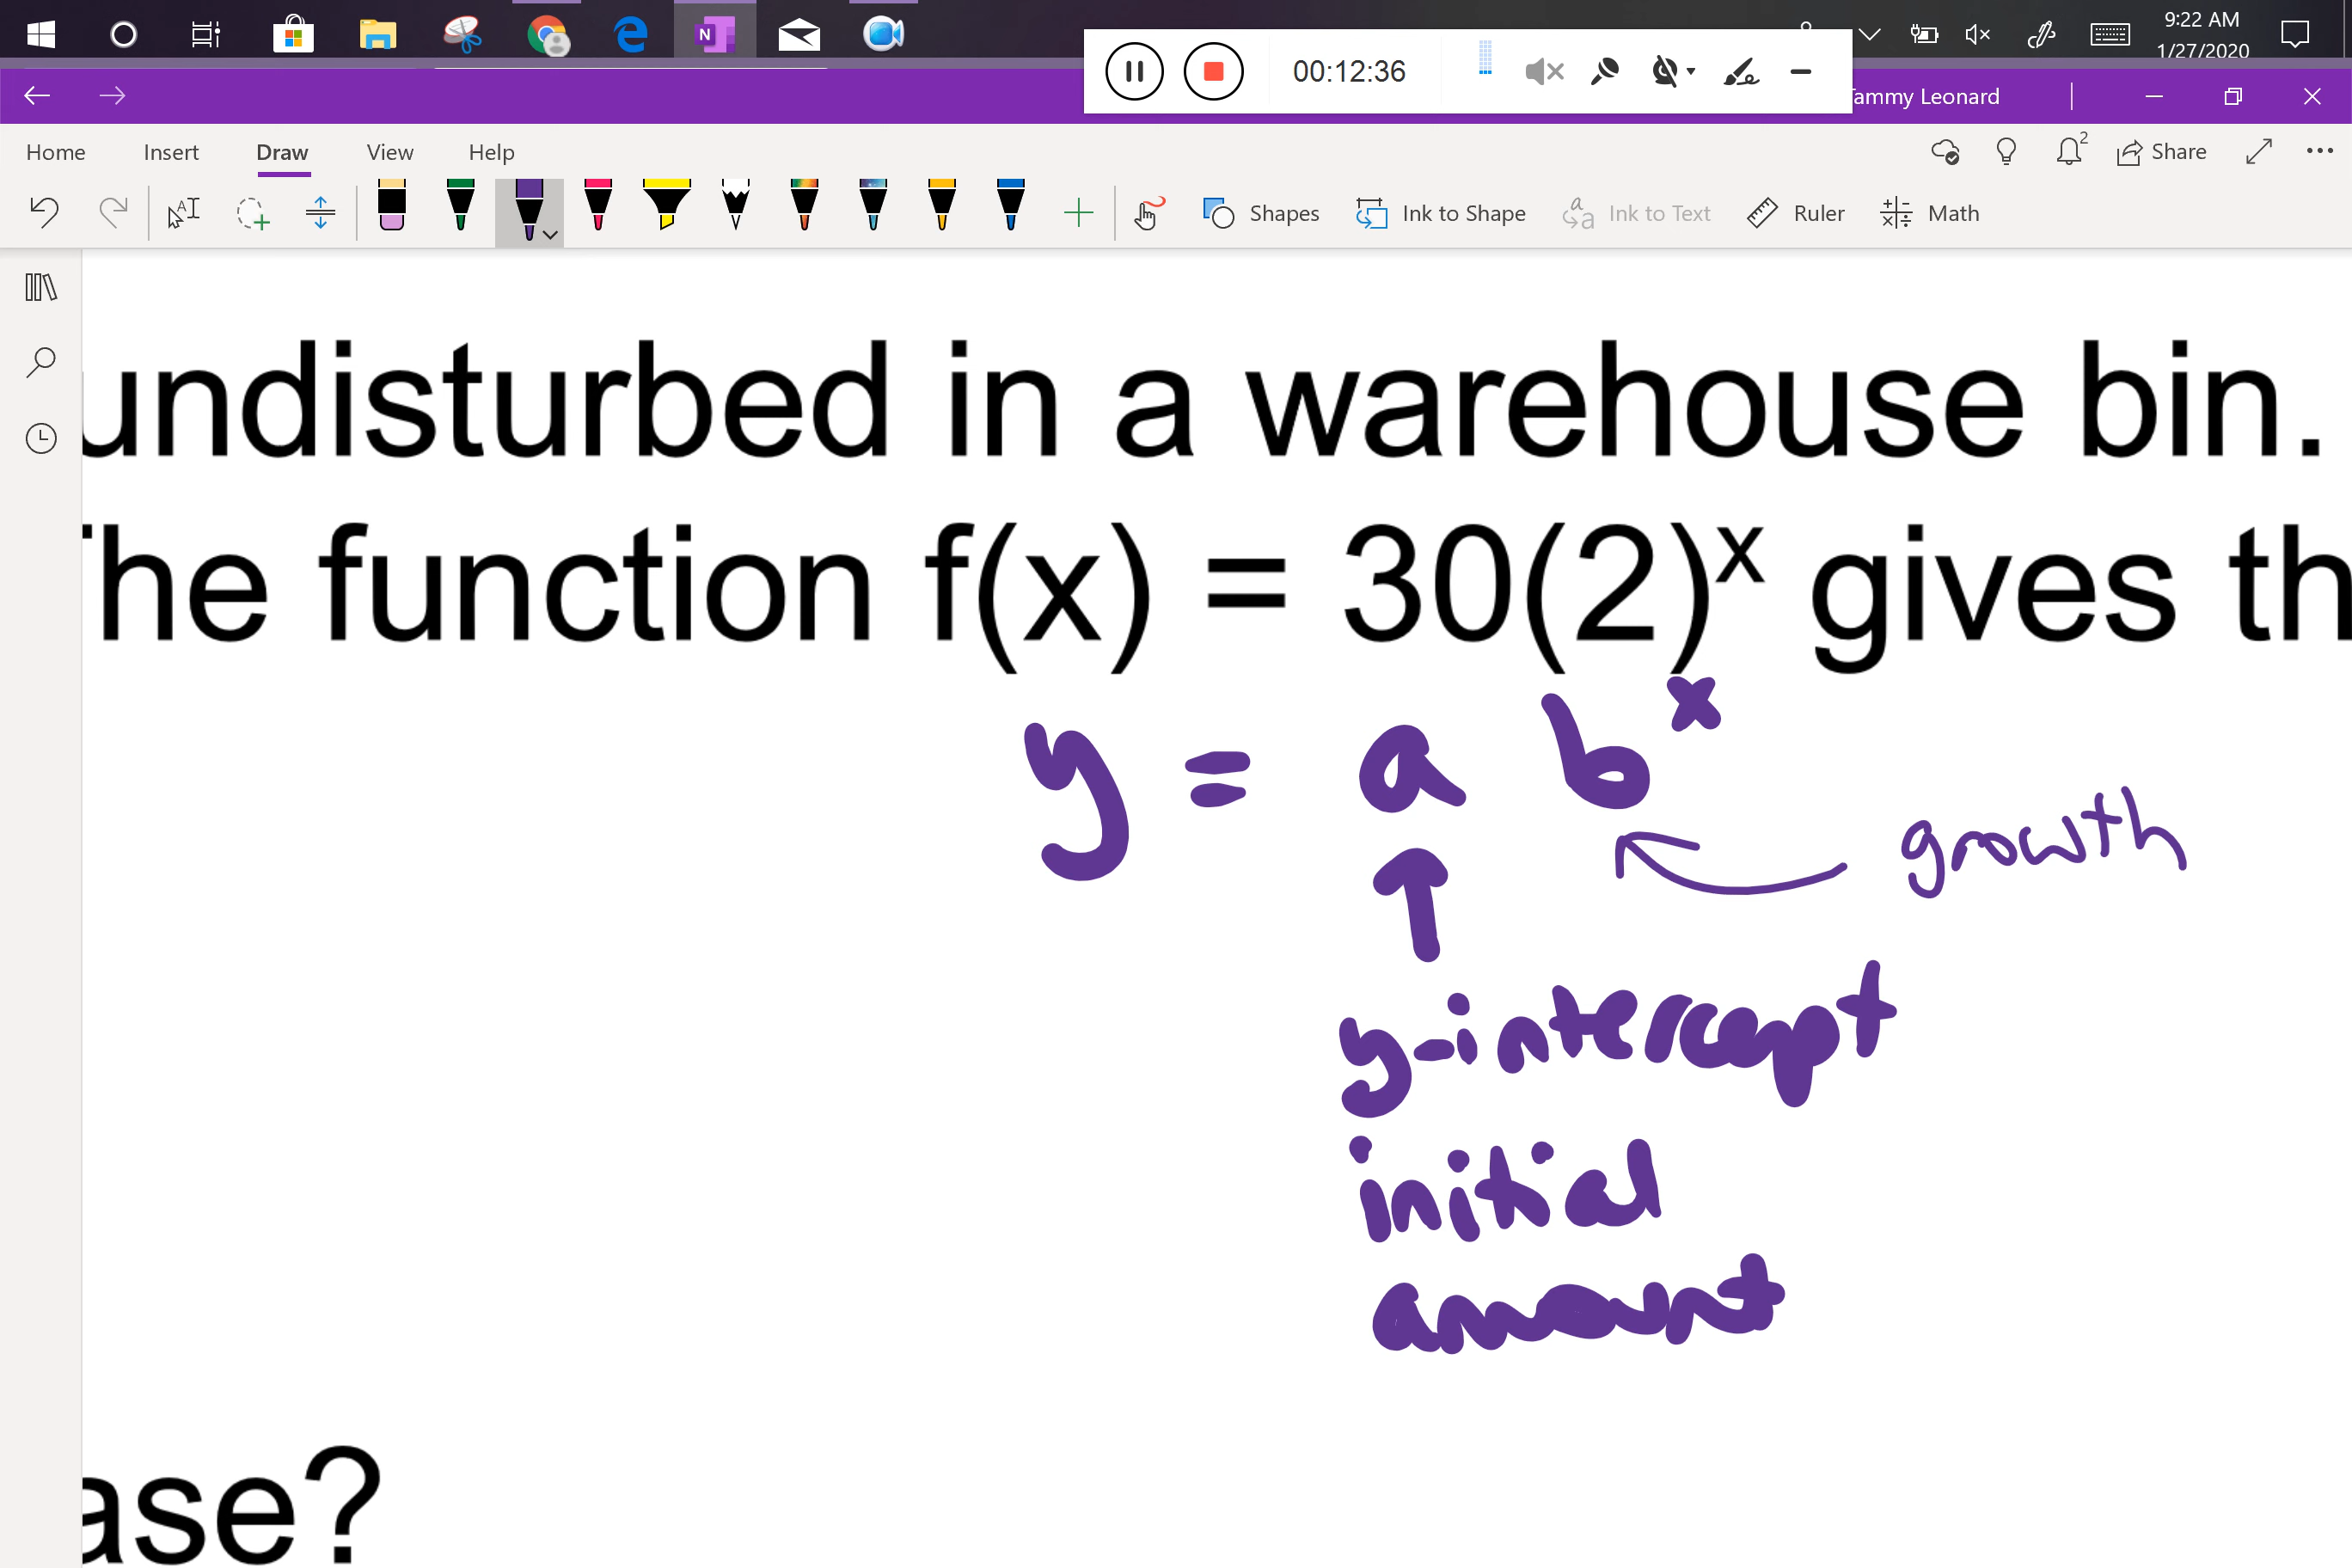 9:22 AM
1/27/2020
00:12:36
Tammy Leonard
Home Insert Draw View Help
2 Share
Shapes Ink to Shape Ink to Text Ruler Math
undisturbed in a warehouse bin.
The function f(x) = 30(2)ˣ gives th
y = a bˣ
growth
y-intercept
initial
amount
ase?